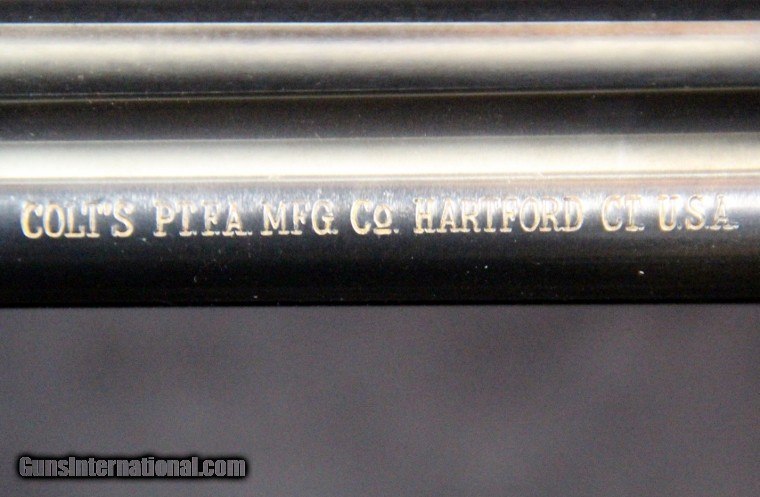 COLT'S PT.F.A. MFG. CO. HARTFORD CT. U.S.A.
GunsInternational.com